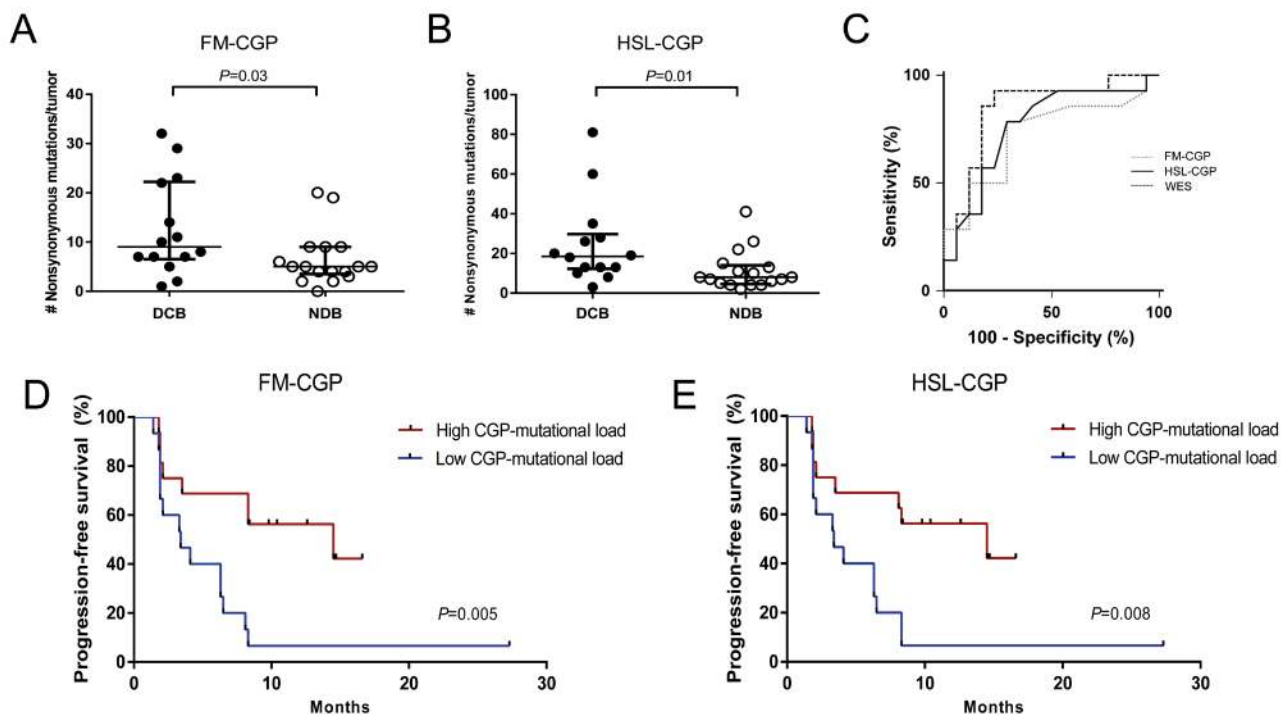 A
FM-CGP
P=0.03
# Nonsynonymous mutations/tumor
40
30
20
10
0
DCB
NDB
B
HSL-CGP
P=0.01
# Nonsynonymous mutations/tumor
100
80
60
40
20
0
DCB
NDB
C
Sensitivity (%)
100
50
0
FM-CGP
HSL-CGP
WES
0
50
100
100 - Specificity (%)
D
FM-CGP
Progression-free survival (%)
100
80
60
40
20
0
High CGP-mutational load
Low CGP-mutational load
P=0.005
0
10
20
30
Months
E
HSL-CGP
Progression-free survival (%)
100
80
60
40
20
0
High CGP-mutational load
Low CGP-mutational load
P=0.008
0
10
20
30
Months